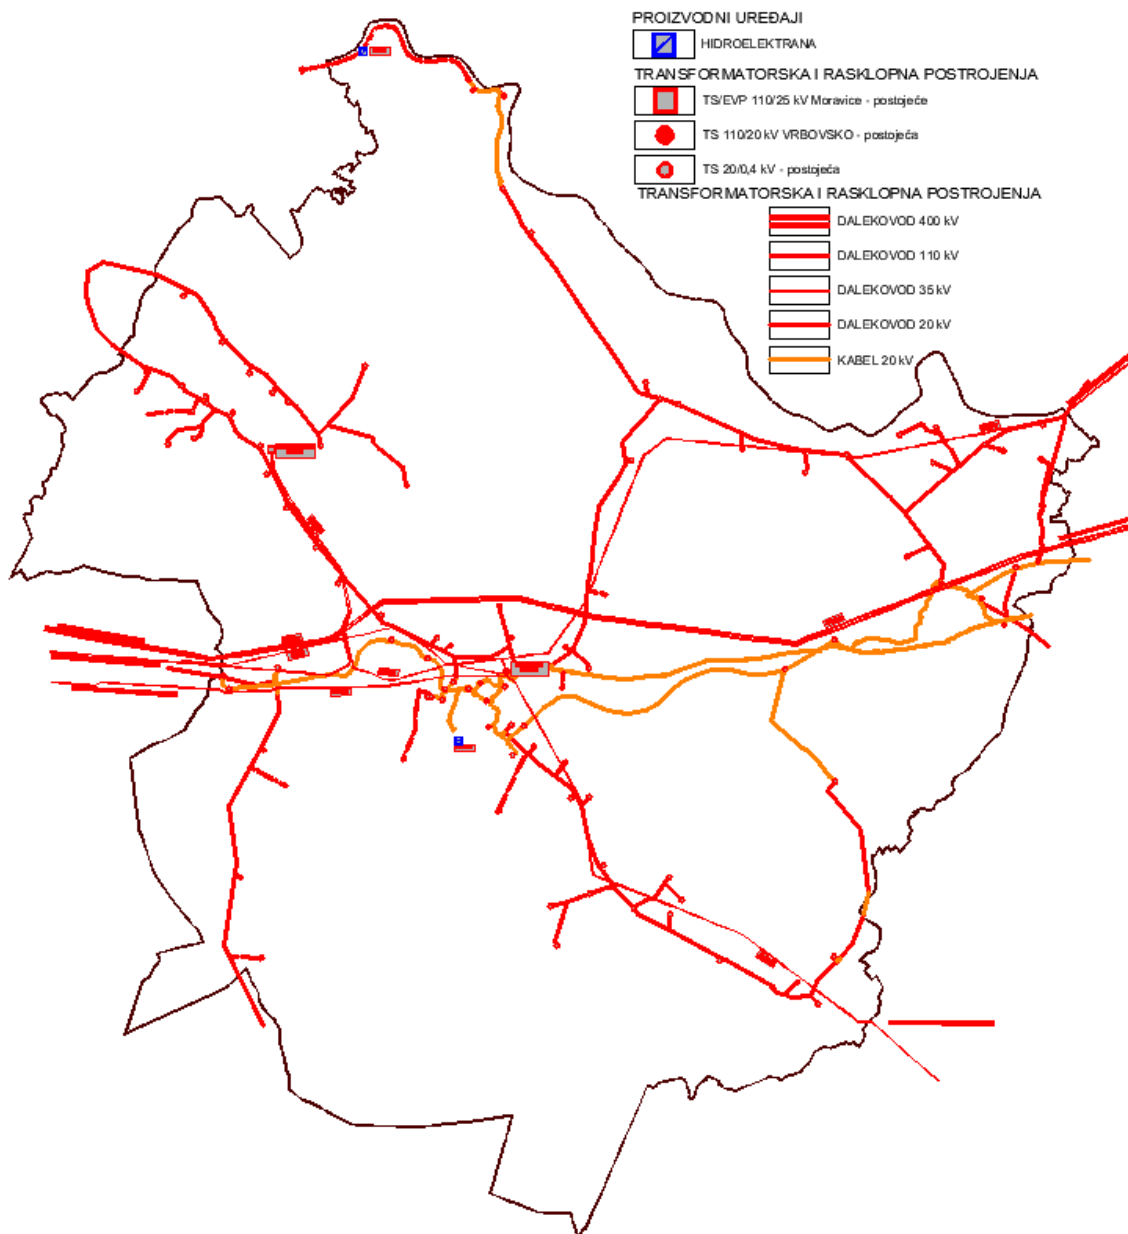 PROIZVODNI UREĐAJI
HIDROELEKTRANA
TRANSFORMATORSKA I RASKLOPNA POSTROJENJA
TS/EVP 110/25 kV Moravice - postojeće
TS 110/20 kV VRBOVSKO - postojeća
TS 20/0,4 kV - postojeća
TRANSFORMATORSKA I RASKLOPNA POSTROJENJA
DALEKOVOD 400 kV
DALEKOVOD 110 kV
DALEKOVOD 35 kV
DALEKOVOD 20 kV
KABEL 20 kV